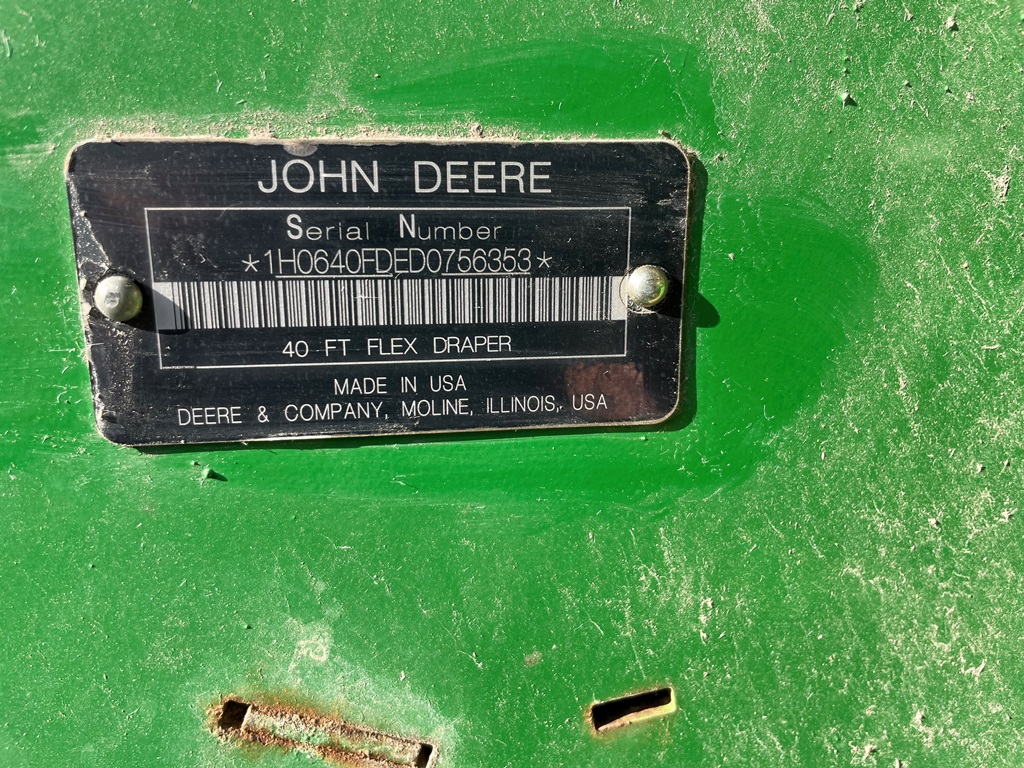 JOHN DEERE
Serial Number
*1H0640FDED0756353*
40 FT FLEX DRAPER
MADE IN USA
DEERE & COMPANY, MOLINE, ILLINOIS, USA